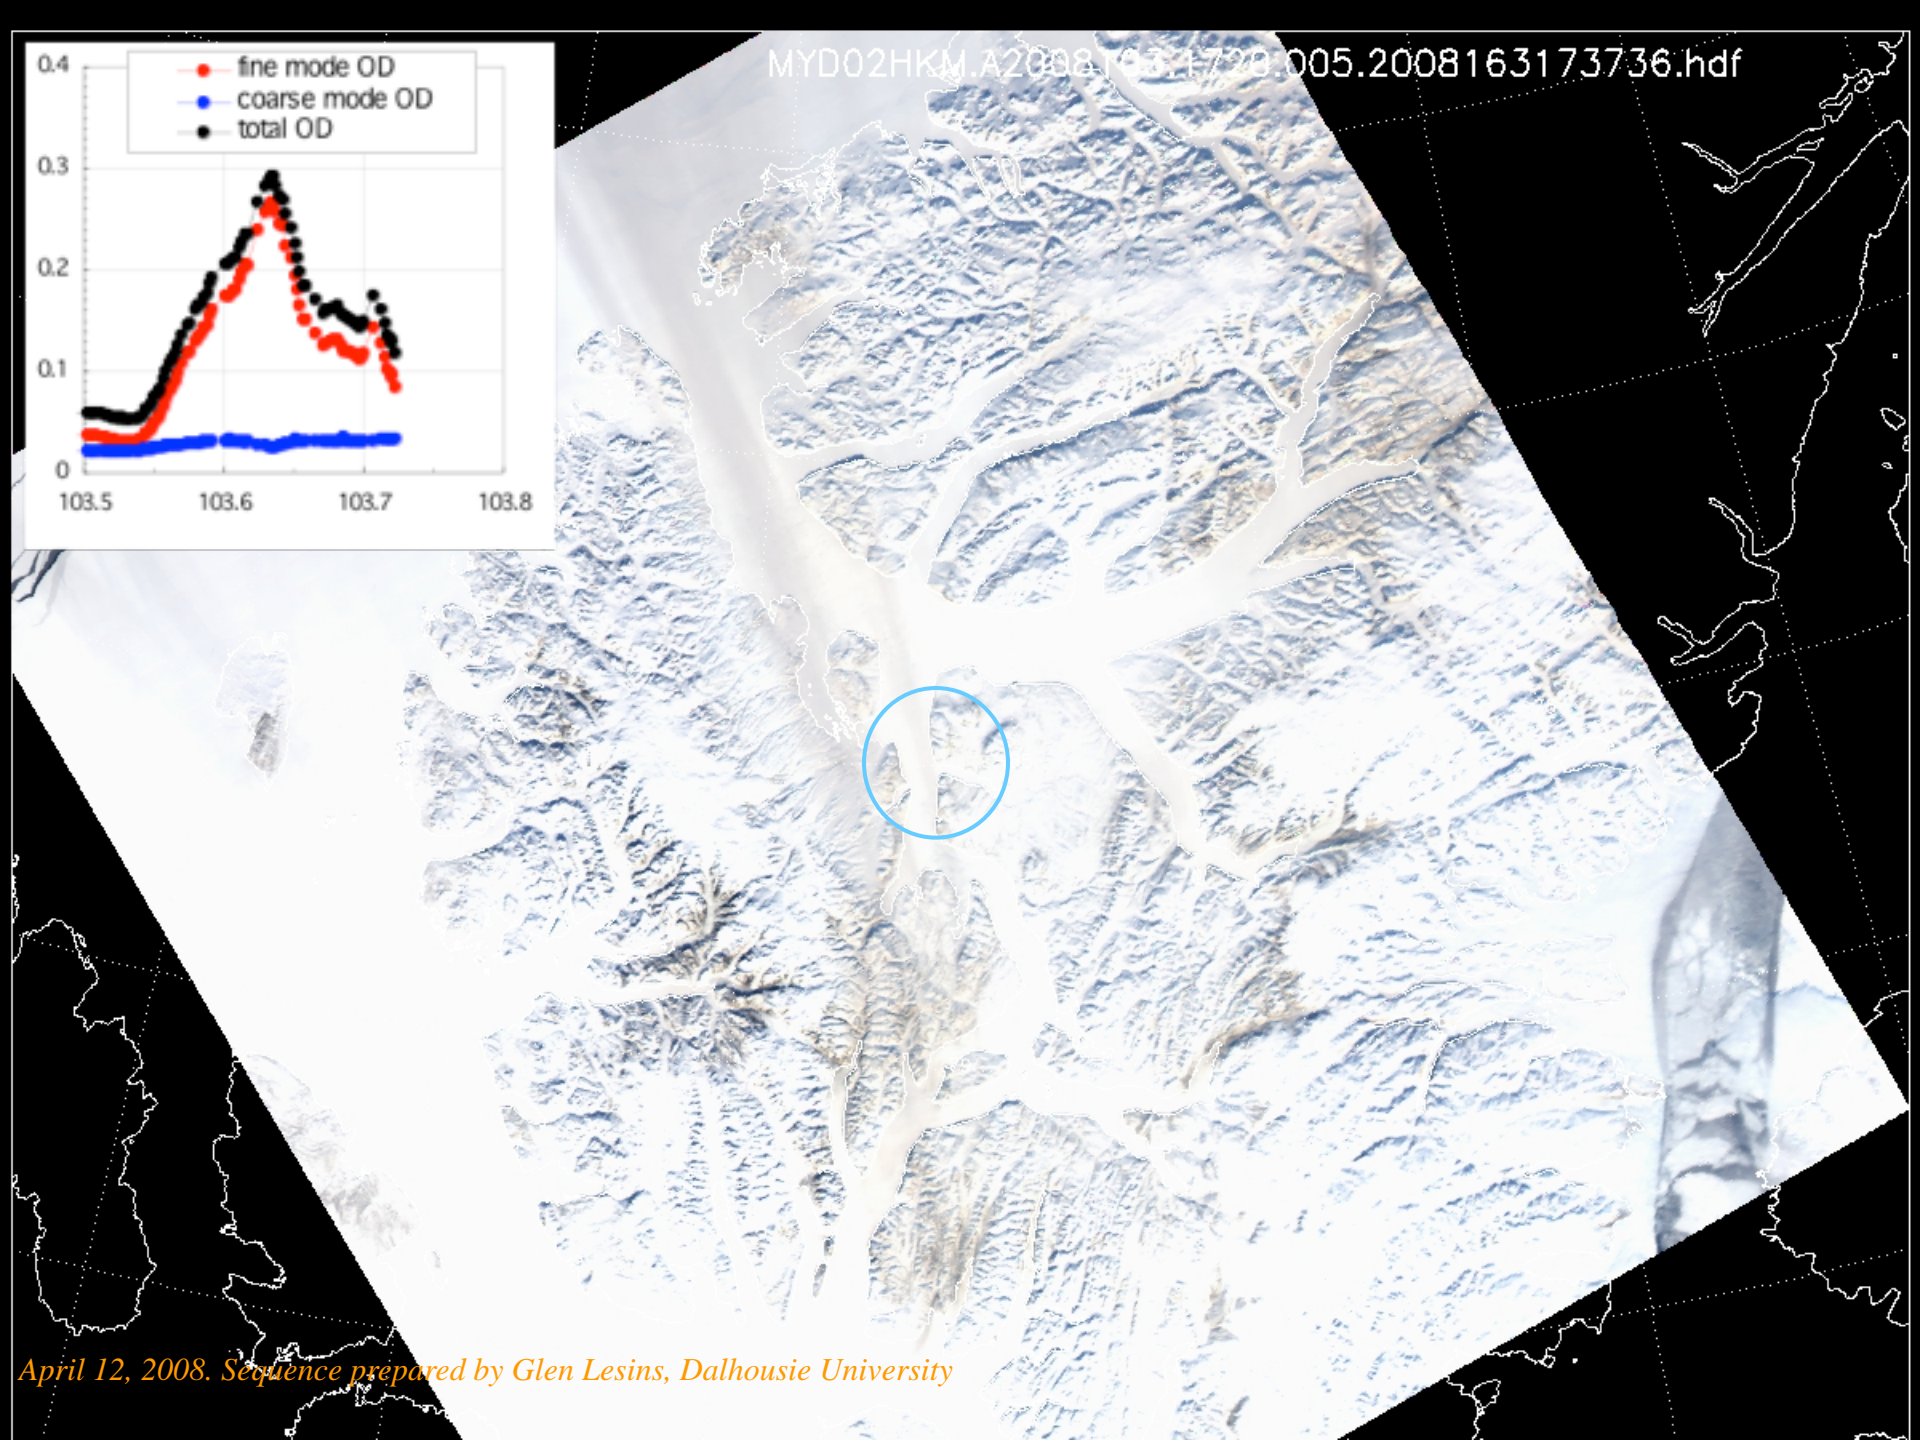 MYD02HKM.A2008103.1720.005.2008163173736.hdf
fine mode OD
coarse mode OD
total OD
0.4
0.3
0.2
0.1
0
103.5 103.6 103.7 103.8
April 12, 2008. Sequence prepared by Glen Lesins, Dalhousie University